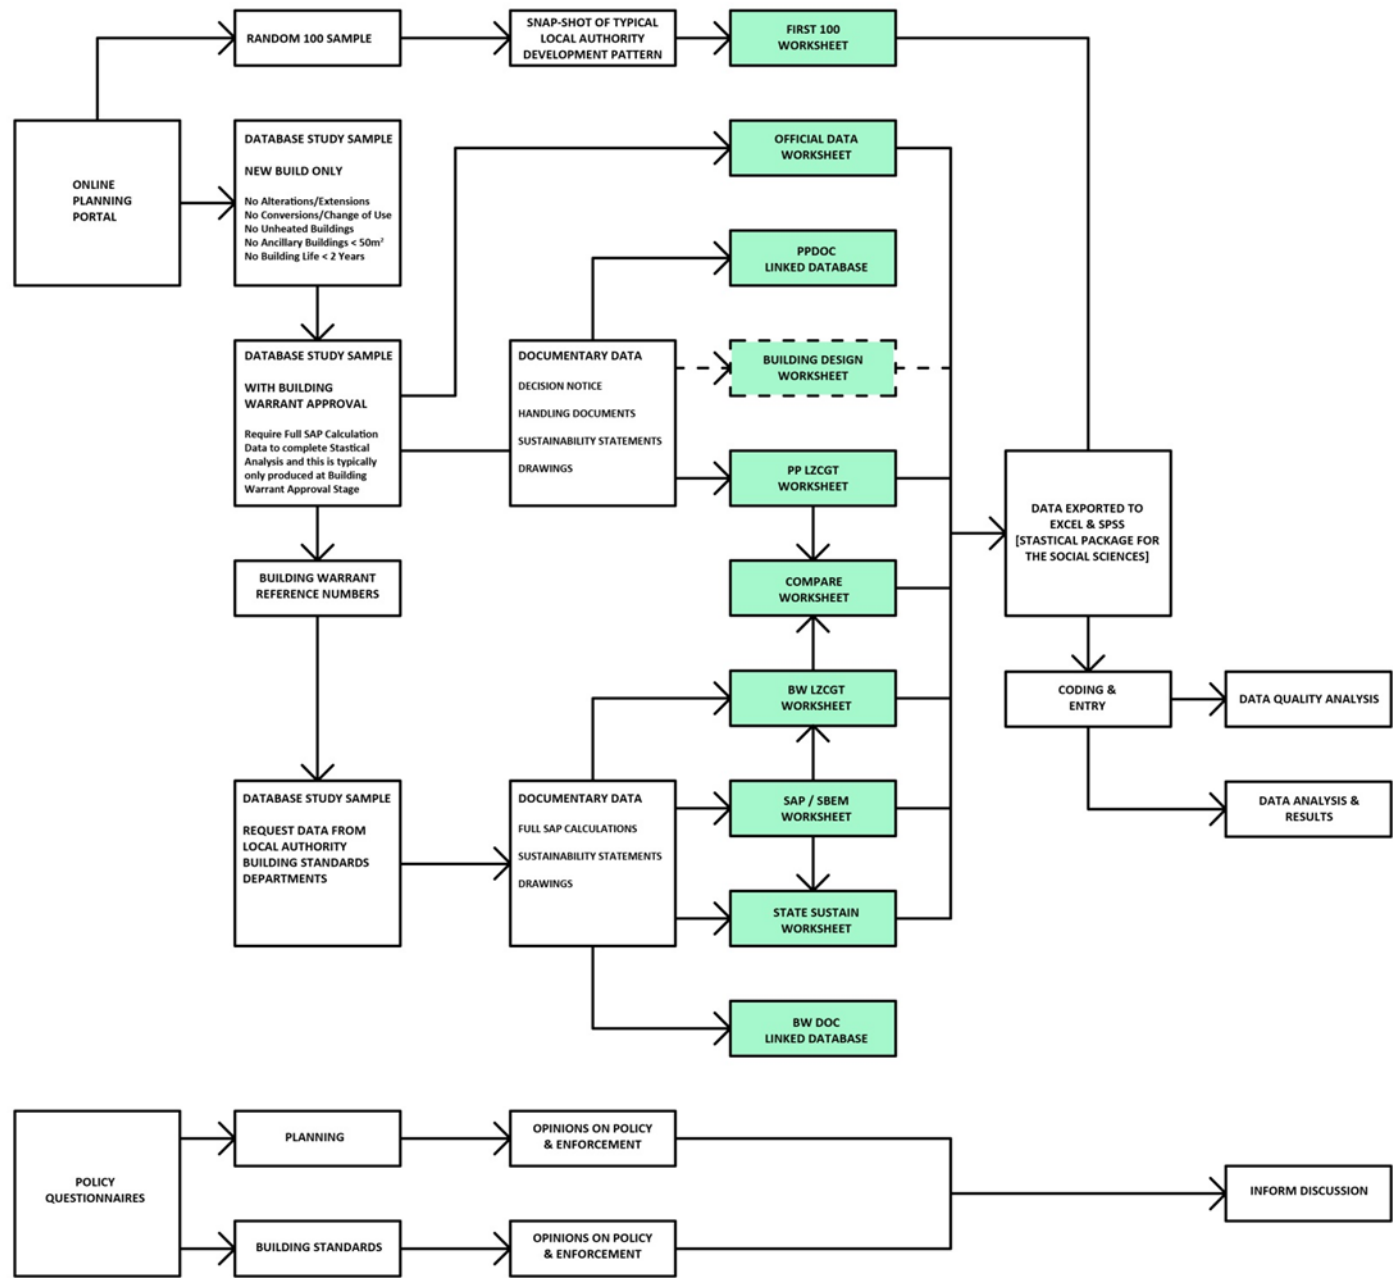 RANDOM 100 SAMPLE
SNAP-SHOT OF TYPICAL
LOCAL AUTHORITY
DEVELOPMENT PATTERN
FIRST 100
WORKSHEET
ONLINE
PLANNING
PORTAL
DATABASE STUDY SAMPLE
NEW BUILD ONLY
No Alterations/Extensions
No Conversions/Change of Use
No Unheated Buildings
No Ancillary Buildings < 50m²
No Building Life < 2 Years
OFFICIAL DATA
WORKSHEET
PPDOC
LINKED DATABASE
DATABASE STUDY SAMPLE
WITH BUILDING
WARRANT APPROVAL
Require Full SAP Calculation
Data to complete Stastical
Analysis and this is typically
only produced at Building
Warrant Approval Stage
DOCUMENTARY DATA
DECISION NOTICE
HANDLING DOCUMENTS
SUSTAINABILITY STATEMENTS
DRAWINGS
BUILDING DESIGN
WORKSHEET
PP LZCGT
WORKSHEET
DATA EXPORTED TO
EXCEL & SPSS
[STASTICAL PACKAGE FOR
THE SOCIAL SCIENCES]
BUILDING WARRANT
REFERENCE NUMBERS
COMPARE
WORKSHEET
BW LZCGT
WORKSHEET
CODING &
ENTRY
DATA QUALITY ANALYSIS
DATABASE STUDY SAMPLE
REQUEST DATA FROM
LOCAL AUTHORITY
BUILDING STANDARDS
DEPARTMENTS
DOCUMENTARY DATA
FULL SAP CALCULATIONS
SUSTAINABILITY STATEMENTS
DRAWINGS
SAP / SBEM
WORKSHEET
DATA ANALYSIS &
RESULTS
STATE SUSTAIN
WORKSHEET
BW DOC
LINKED DATABASE
POLICY
QUESTIONNAIRES
PLANNING
OPINIONS ON POLICY
& ENFORCEMENT
INFORM DISCUSSION
BUILDING STANDARDS
OPINIONS ON POLICY
& ENFORCEMENT